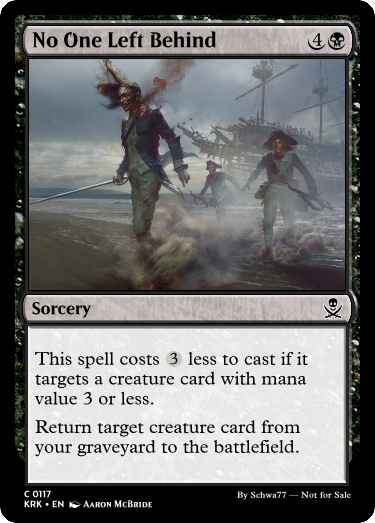 No One Left Behind 4
Sorcery
This spell costs 3 less to cast if it
targets a creature card with mana
value 3 or less.
Return target creature card from
your graveyard to the battlefield.
C 0117
KRK • EN Aaron McBride
By Schwa77 — Not for Sale